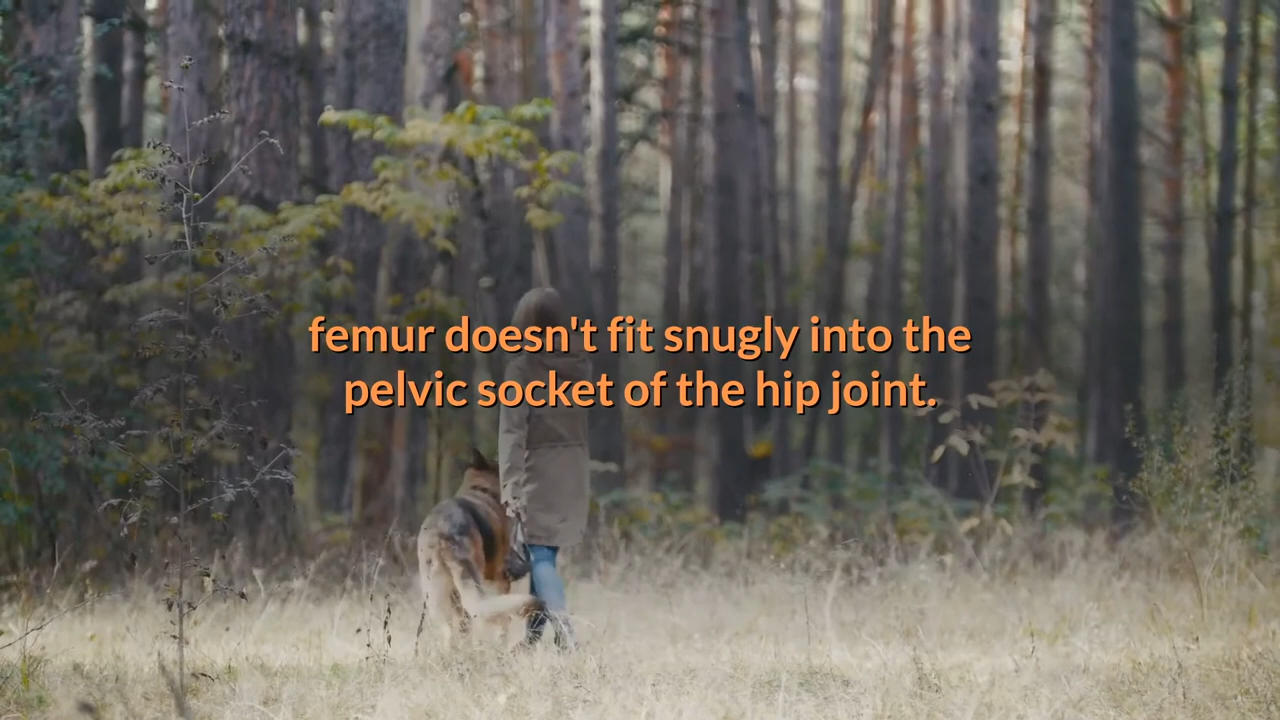 femur doesn't fit snugly into the
pelvic socket of the hip joint.